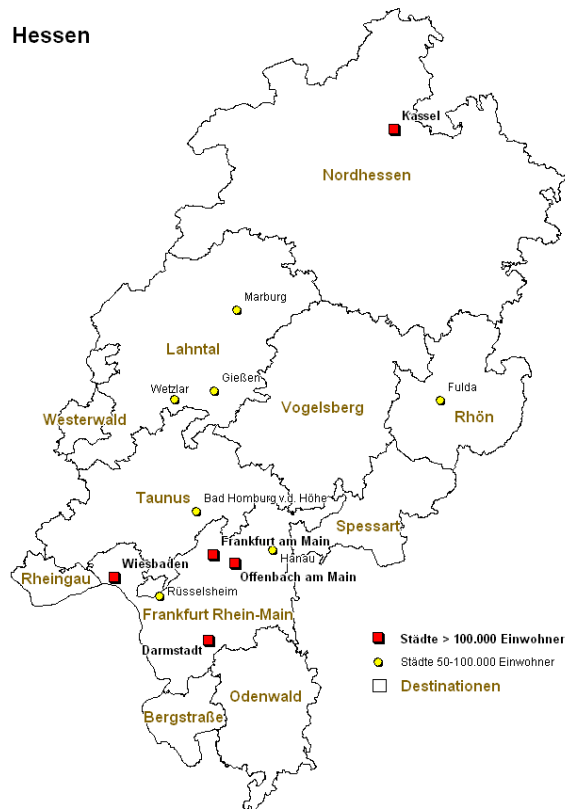 Hessen
Kassel
Nordhessen
Marburg
Lahntal
Gießen
Wetzlar
Fulda
Vogelsberg
Rhön
Westerwald
Taunus
Bad Homburg v.d. Höhe
Spessart
Frankfurt am Main
Hanau
Wiesbaden
Offenbach am Main
Rheingau
Rüsselsheim
Frankfurt Rhein-Main
Darmstadt
Städte > 100.000 Einwohner
Städte 50-100.000 Einwohner
Destinationen
Odenwald
Bergstraße